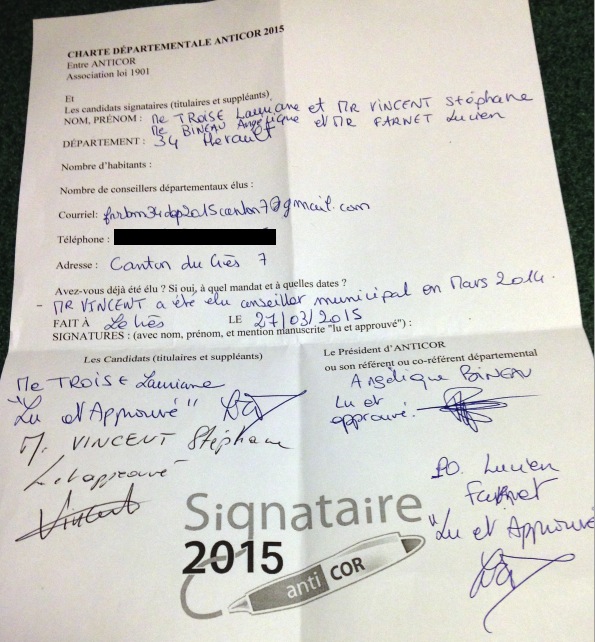 CHARTE DÉPARTEMENTALE ANTICOR 2015
Entre ANTICOR
Association loi 1901
Et
Les candidats signataires (titulaires et suppléants)
NOM, PRÉNOM : Me TROISE Lauriane et MR VINCENT Stéphane
Me BINEAU Angélique et MR FARNET Lucien
DÉPARTEMENT : 34 Herault
Nombre d'habitants :
Nombre de conseillers départementaux élus :
Courriel: fnrbm34dep2015canton7@gmail.com
Téléphone :
Adresse : Canton du Crès 7
Avez-vous déjà été élu ? Si oui, à quel mandat et à quelles dates ?
- MR VINCENT a été élu conseiller municipal en Mars 2014.
FAIT À Le Crès LE 27/03/2015
SIGNATURES : (avec nom, prénom, et mention manuscrite "lu et approuvé") :
Les Candidats (titulaires et suppléants)
Me TROISE Lauriane
"Lu et Approuvé"
M. VINCENT Stéphane
Lu et approuvé
Vincent
Le Président d'ANTICOR
ou son référent ou co-référent départemental
Angélique BINEAU
Lu et
approuvé.
PO. Lucien
Farnet
"Lu et Approuvé
Signataire
2015
anti COR